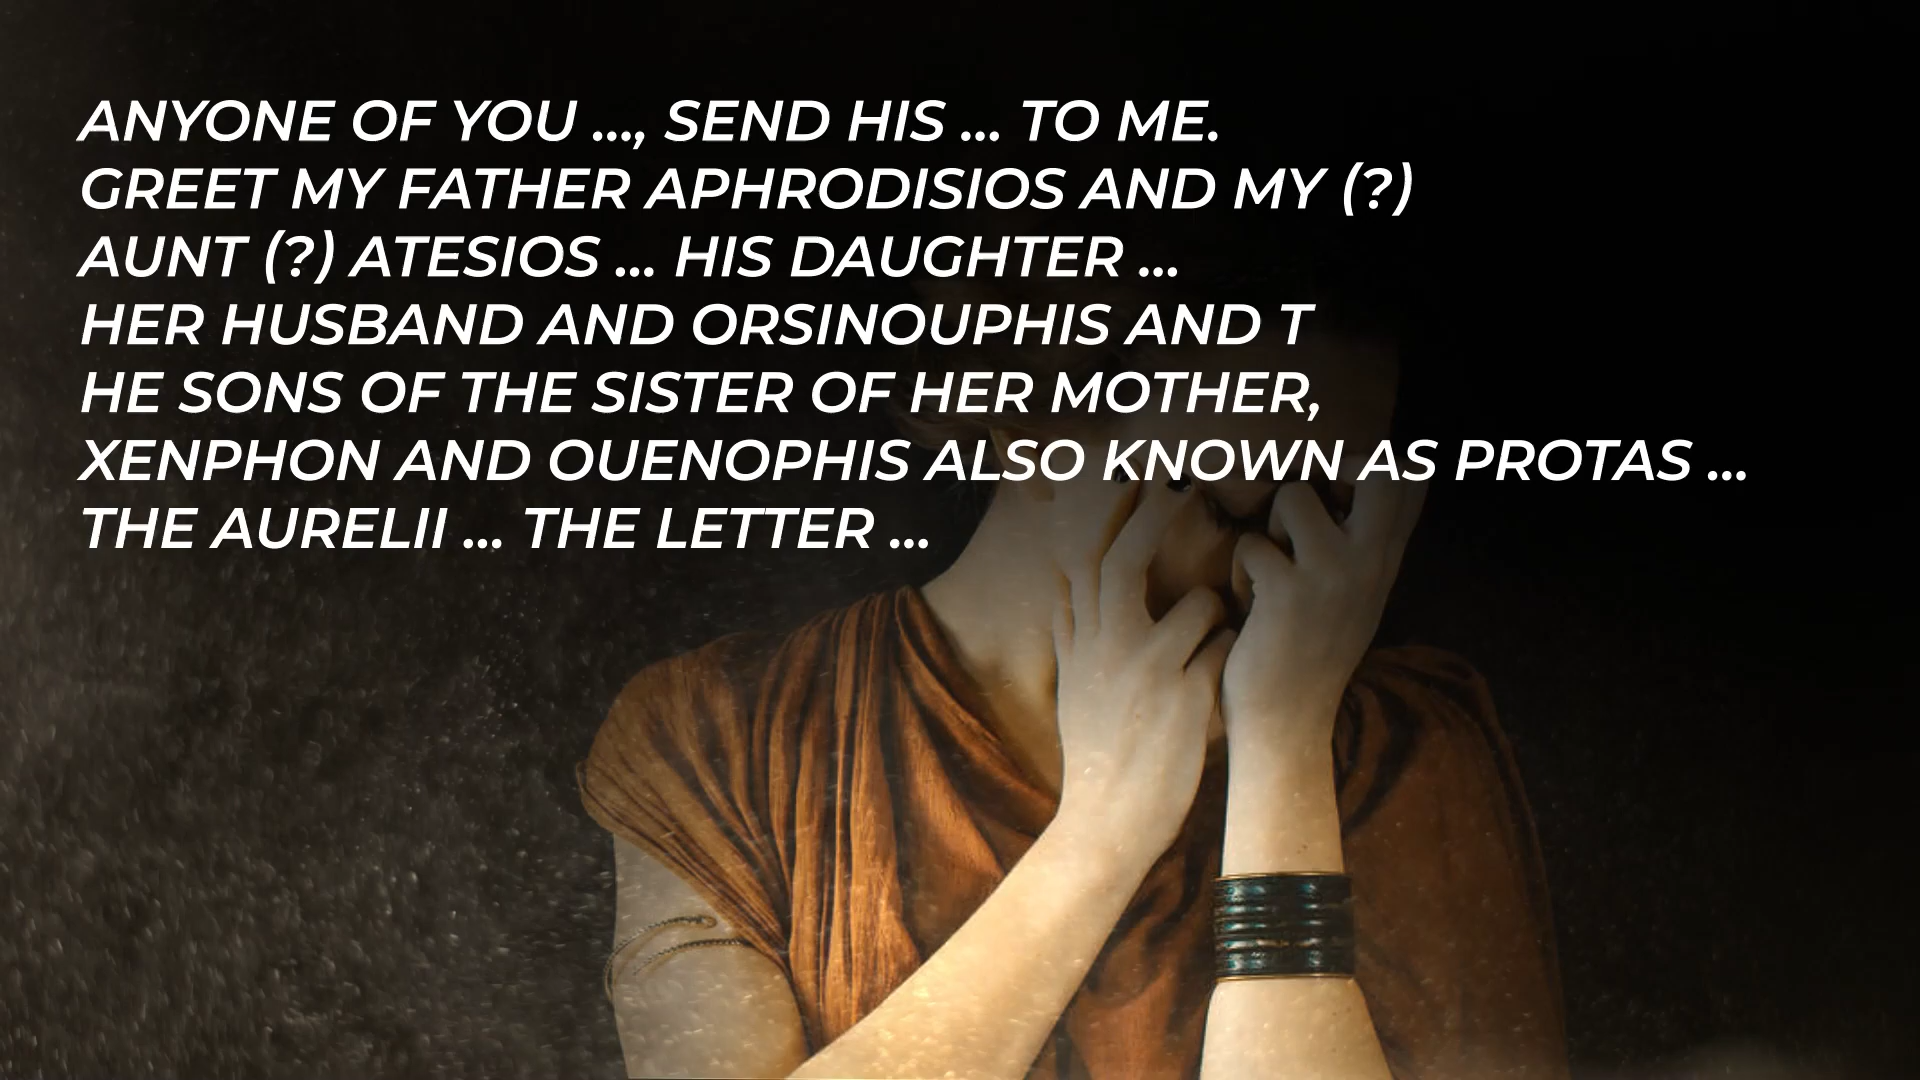 ANYONE OF YOU ..., SEND HIS ... TO ME.
GREET MY FATHER APHRODISIOS AND MY (?)
AUNT (?) ATESIOS ... HIS DAUGHTER ...
HER HUSBAND AND ORSINOUPHIS AND T
HE SONS OF THE SISTER OF HER MOTHER,
XENPHON AND OUENOPHIS ALSO KNOWN AS PROTAS ...
THE AURELII ... THE LETTER ...